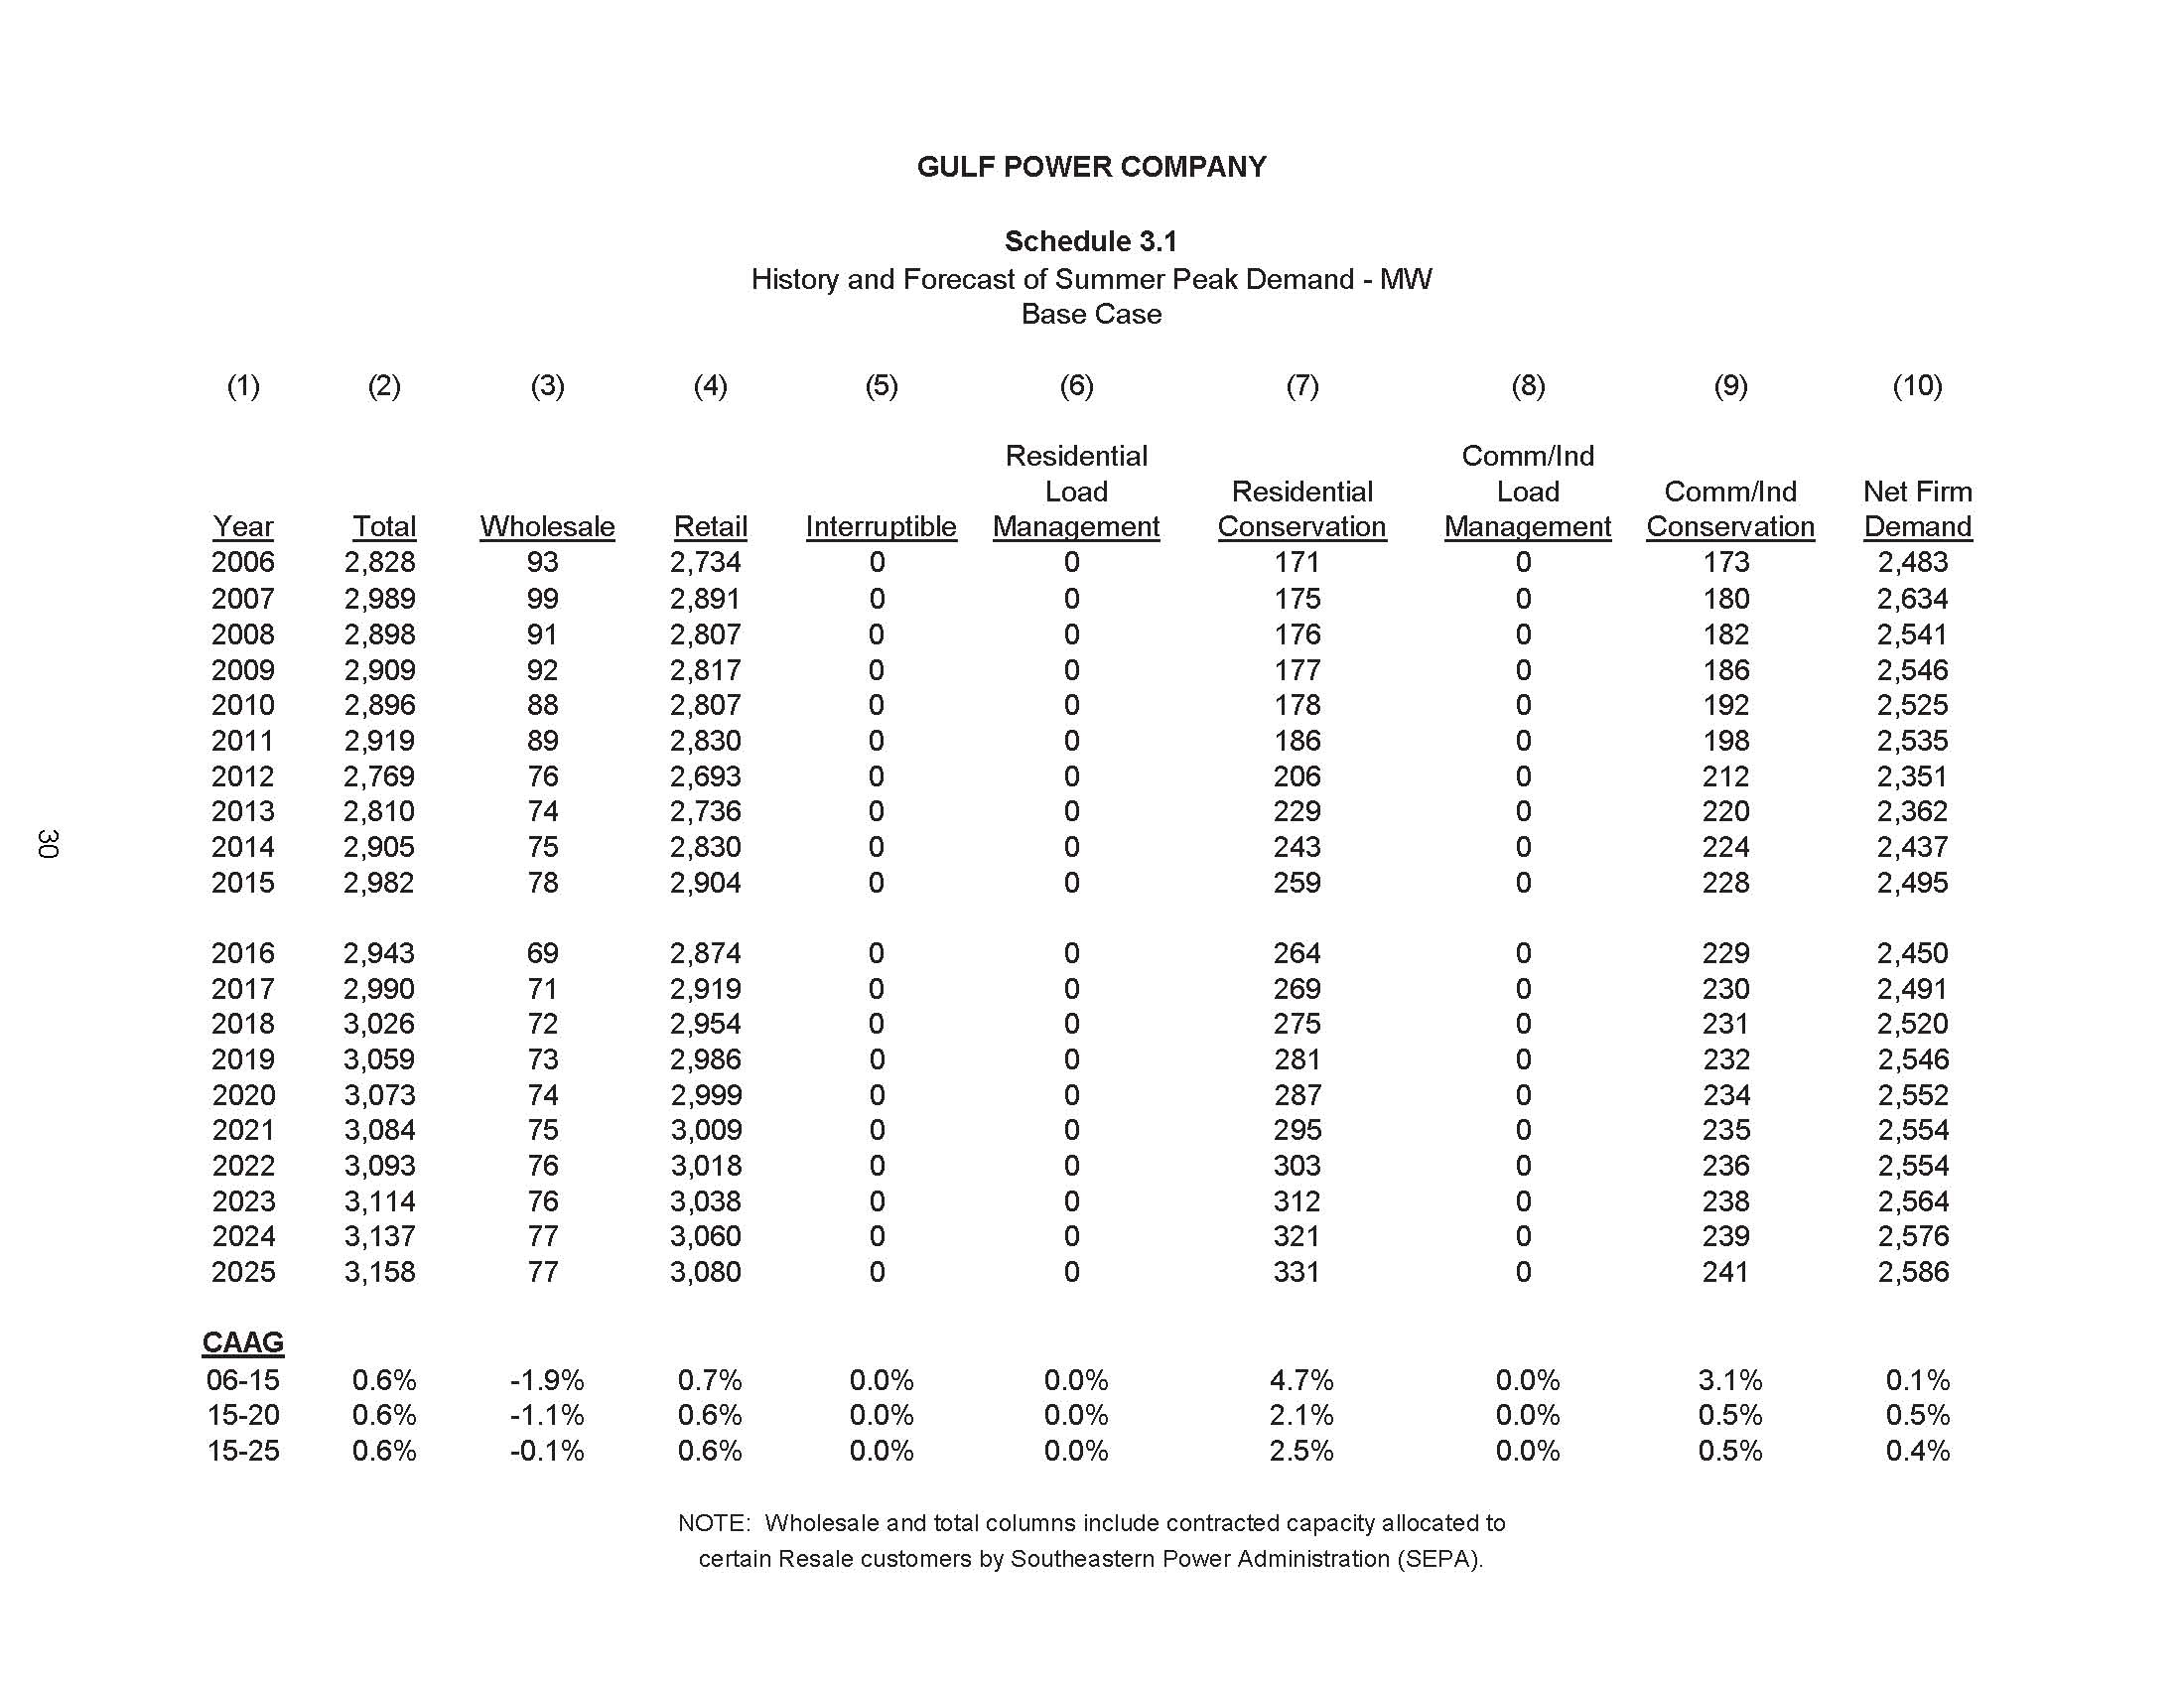 GULF POWER COMPANY
Schedule 3.1
History and Forecast of Summer Peak Demand - MW
Base Case
(1) (2) (3) (4) (5) (6) (7) (8) (9) (10)
Residential Comm/Ind
Load Residential Load Comm/Ind Net Firm
Year Total Wholesale Retail Interruptible Management Conservation Management Conservation Demand
2006 2,828 93 2,734 0 0 171 0 173 2,483
2007 2,989 99 2,891 0 0 175 0 180 2,634
2008 2,898 91 2,807 0 0 176 0 182 2,541
2009 2,909 92 2,817 0 0 177 0 186 2,546
2010 2,896 88 2,807 0 0 178 0 192 2,525
2011 2,919 89 2,830 0 0 186 0 198 2,535
2012 2,769 76 2,693 0 0 206 0 212 2,351
2013 2,810 74 2,736 0 0 229 0 220 2,362
2014 2,905 75 2,830 0 0 243 0 224 2,437
2015 2,982 78 2,904 0 0 259 0 228 2,495
2016 2,943 69 2,874 0 0 264 0 229 2,450
2017 2,990 71 2,919 0 0 269 0 230 2,491
2018 3,026 72 2,954 0 0 275 0 231 2,520
2019 3,059 73 2,986 0 0 281 0 232 2,546
2020 3,073 74 2,999 0 0 287 0 234 2,552
2021 3,084 75 3,009 0 0 295 0 235 2,554
2022 3,093 76 3,018 0 0 303 0 236 2,554
2023 3,114 76 3,038 0 0 312 0 238 2,564
2024 3,137 77 3,060 0 0 321 0 239 2,576
2025 3,158 77 3,080 0 0 331 0 241 2,586
CAAG
06-15 0.6% -1.9% 0.7% 0.0% 0.0% 4.7% 0.0% 3.1% 0.1%
15-20 0.6% -1.1% 0.6% 0.0% 0.0% 2.1% 0.0% 0.5% 0.5%
15-25 0.6% -0.1% 0.6% 0.0% 0.0% 2.5% 0.0% 0.5% 0.4%
NOTE: Wholesale and total columns include contracted capacity allocated to
certain Resale customers by Southeastern Power Administration (SEPA).
30